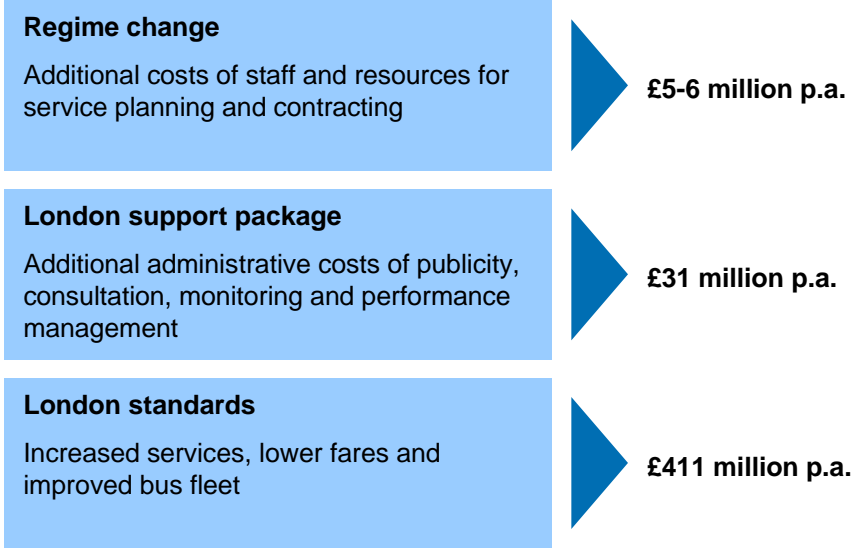 Regime change
Additional costs of staff and resources for
service planning and contracting
£5-6 million p.a.
London support package
Additional administrative costs of publicity,
consultation, monitoring and performance
management
£31 million p.a.
London standards
Increased services, lower fares and
improved bus fleet
£411 million p.a.